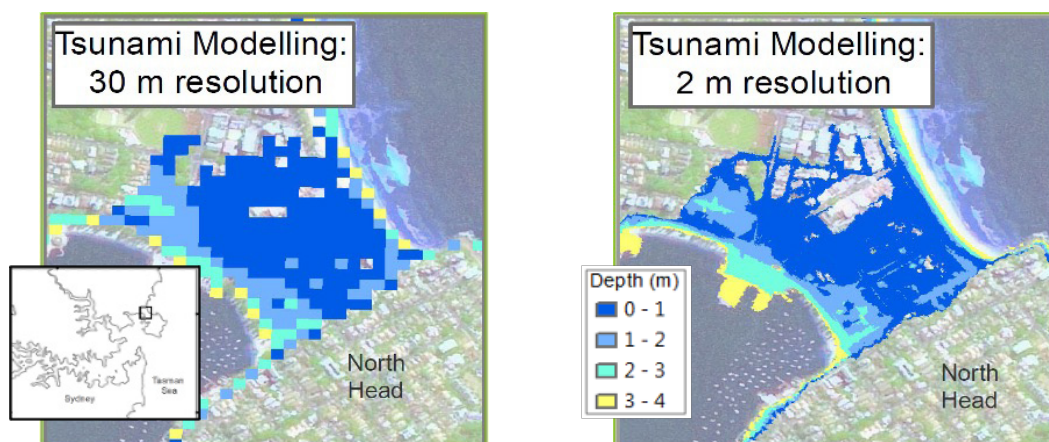 Tsunami Modelling:
30 m resolution
North
Head
Tasman
Sea
Sydney
Tsunami Modelling:
2 m resolution
Depth (m)
0 - 1
1 - 2
2 - 3
3 - 4
North
Head